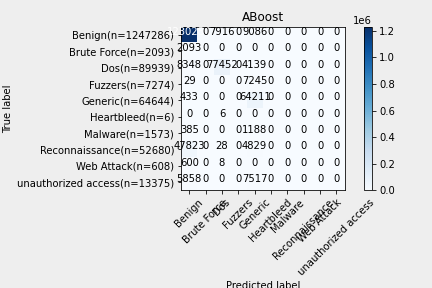 ABoost
1e6
Benign(n=1247286)
0 7916 0 9086 0 0 0 0 0
Brute Force(n=2093)
2093 0 0 0 0 0 0 0 0 0
Dos(n=89939)
8348 0 77452 0 4139 0 0 0 0 0
Fuzzers(n=7274)
29 0 0 0 7245 0 0 0 0 0
Generic(n=64644)
433 0 0 0 64211 0 0 0 0 0
Heartbleed(n=6)
0 0 6 0 0 0 0 0 0 0
Malware(n=1573)
385 0 0 0 1188 0 0 0 0 0
Reconnaissance(n=52680)
47823 0 28 0 4829 0 0 0 0 0
Web Attack(n=608)
600 0 8 0 0 0 0 0 0 0
unauthorized access(n=13375)
5858 0 0 0 7517 0 0 0 0 0
True label
1.2
1.0
0.8
0.6
0.4
0.2
0.0
Benign
Brute Force
Dos
Fuzzers
Generic
Heartbleed
Malware
Reconnaissance
Web Attack
unauthorized access
Predicted label